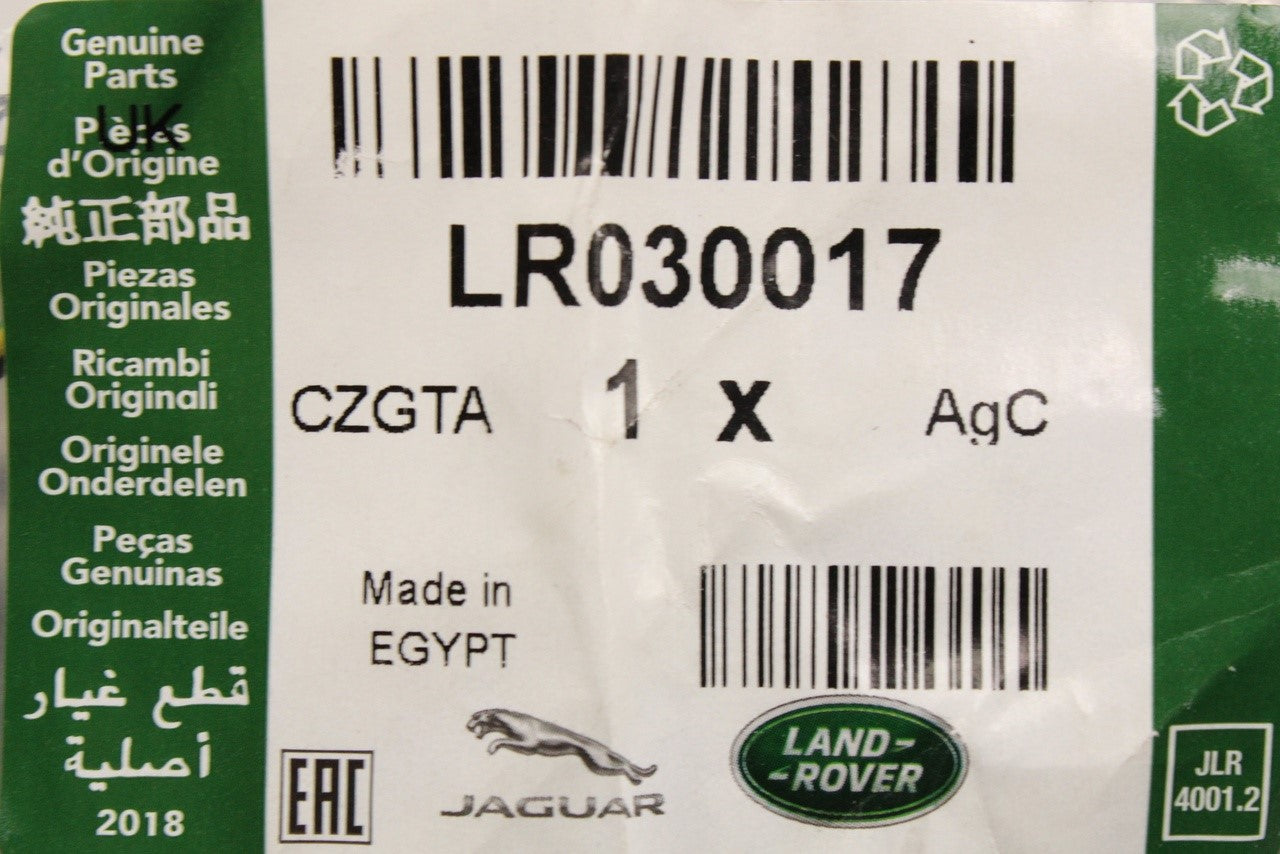 Genuine
Parts
UK
Pièces
d'Origine
純正部品
Piezas
Originales
Ricambi
Originali
Originele
Onderdelen
Peças
Genuinas
Originalteile
قطع غيار
أصلية
2018
LR030017
CZGTA 1 x AgC
Made in
EGYPT
EAC
JAGUAR
LAND-
-ROVER
JLR
4001.2